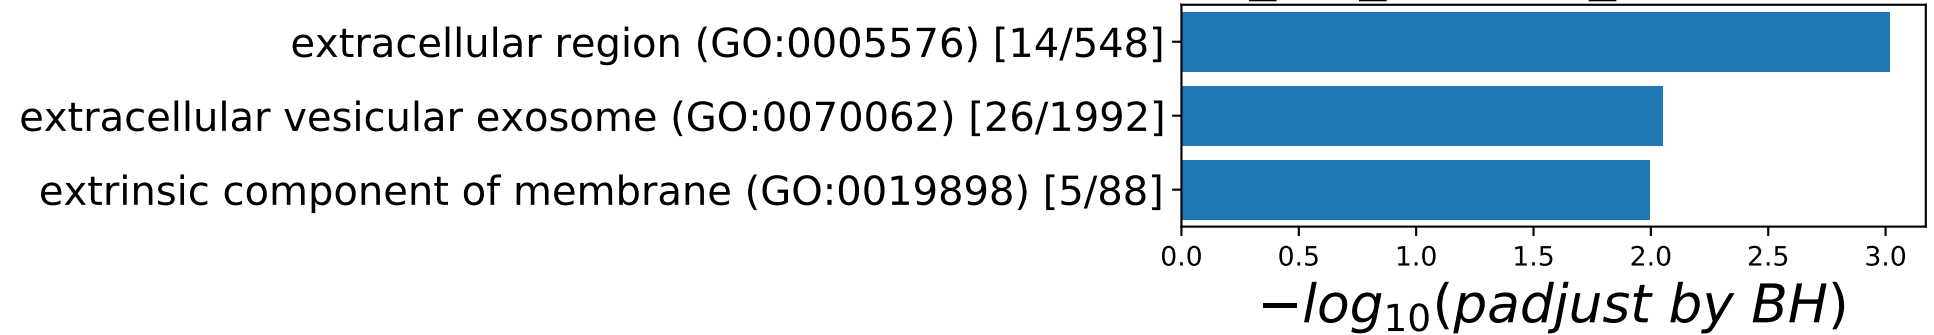 extracellular region (GO:0005576) [14/548]
extracellular vesicular exosome (GO:0070062) [26/1992]
extrinsic component of membrane (GO:0019898) [5/88]
0.0 0.5 1.0 1.5 2.0 2.5 3.0
−log10(padjust by BH)